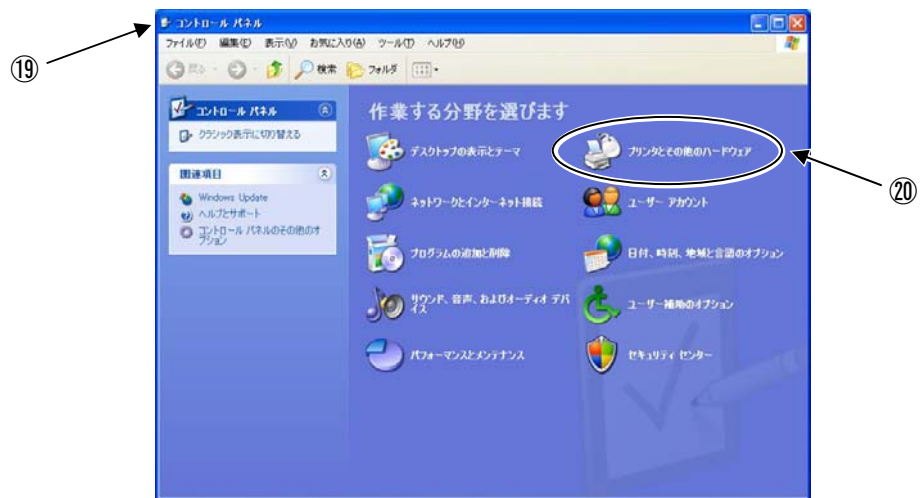 コントロール パネル
⑲
ファイル(F) 編集(E) 表示(V) お気に入り(A) ツール(T) ヘルプ(H)
戻る 検索 フォルダ
コントロール パネル
クラシック表示に切り替える
関連項目
Windows Update
ヘルプとサポート
コントロール パネルのその他のオ
プション
作業する分野を選びます
デスクトップの表示とテーマ
プリンタとその他のハードウェア
⑳
ネットワークとインターネット接続
ユーザー アカウント
プログラムの追加と削除
日付、時刻、地域と言語のオプション
サウンド、音声、およびオーディオ デバ
イス
ユーザー補助のオプション
パフォーマンスとメンテナンス
セキュリティ センター